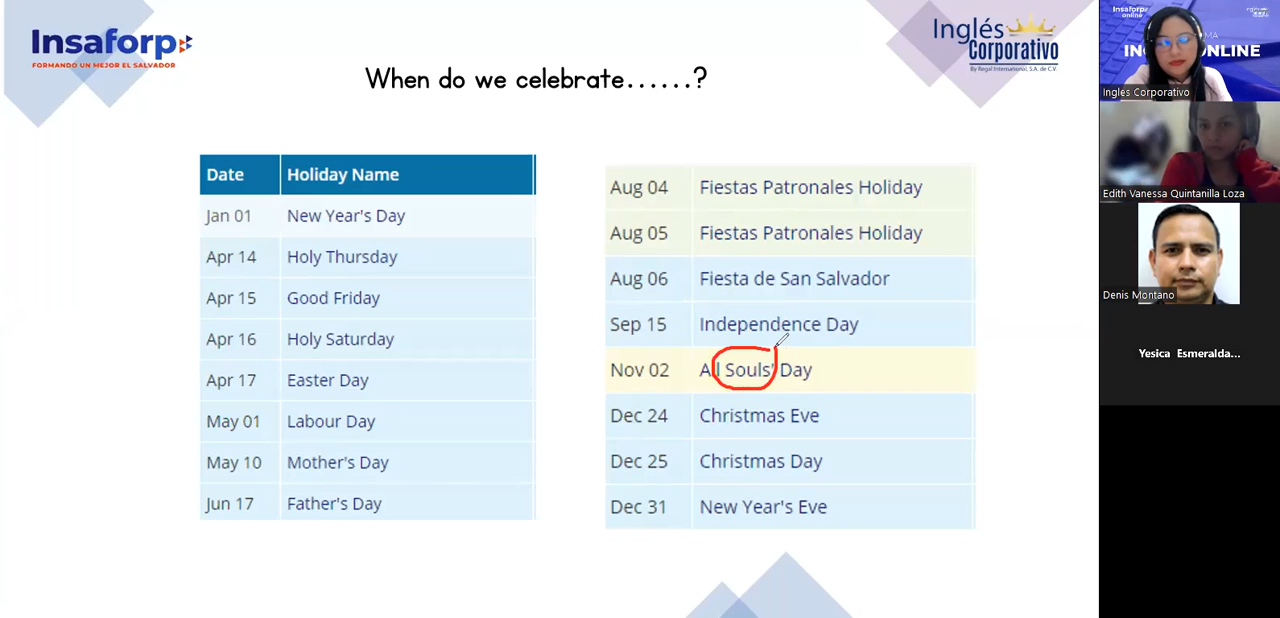 Insaforp
FORMANDO UN MEJOR EL SALVADOR
Inglés
Corporativo
By Regal International, S.A. de C.V.
When do we celebrate......?
Date Holiday Name
Jan 01 New Year's Day
Apr 14 Holy Thursday
Apr 15 Good Friday
Apr 16 Holy Saturday
Apr 17 Easter Day
May 01 Labour Day
May 10 Mother's Day
Jun 17 Father's Day
Aug 04 Fiestas Patronales Holiday
Aug 05 Fiestas Patronales Holiday
Aug 06 Fiesta de San Salvador
Sep 15 Independence Day
Nov 02 All Souls' Day
Dec 24 Christmas Eve
Dec 25 Christmas Day
Dec 31 New Year's Eve
Insaforp
online
MA
ONLINE
Ingles Corporativo
Edith Vanessa Quintanilla Loza
Denis Montano
Yesica Esmeralda...